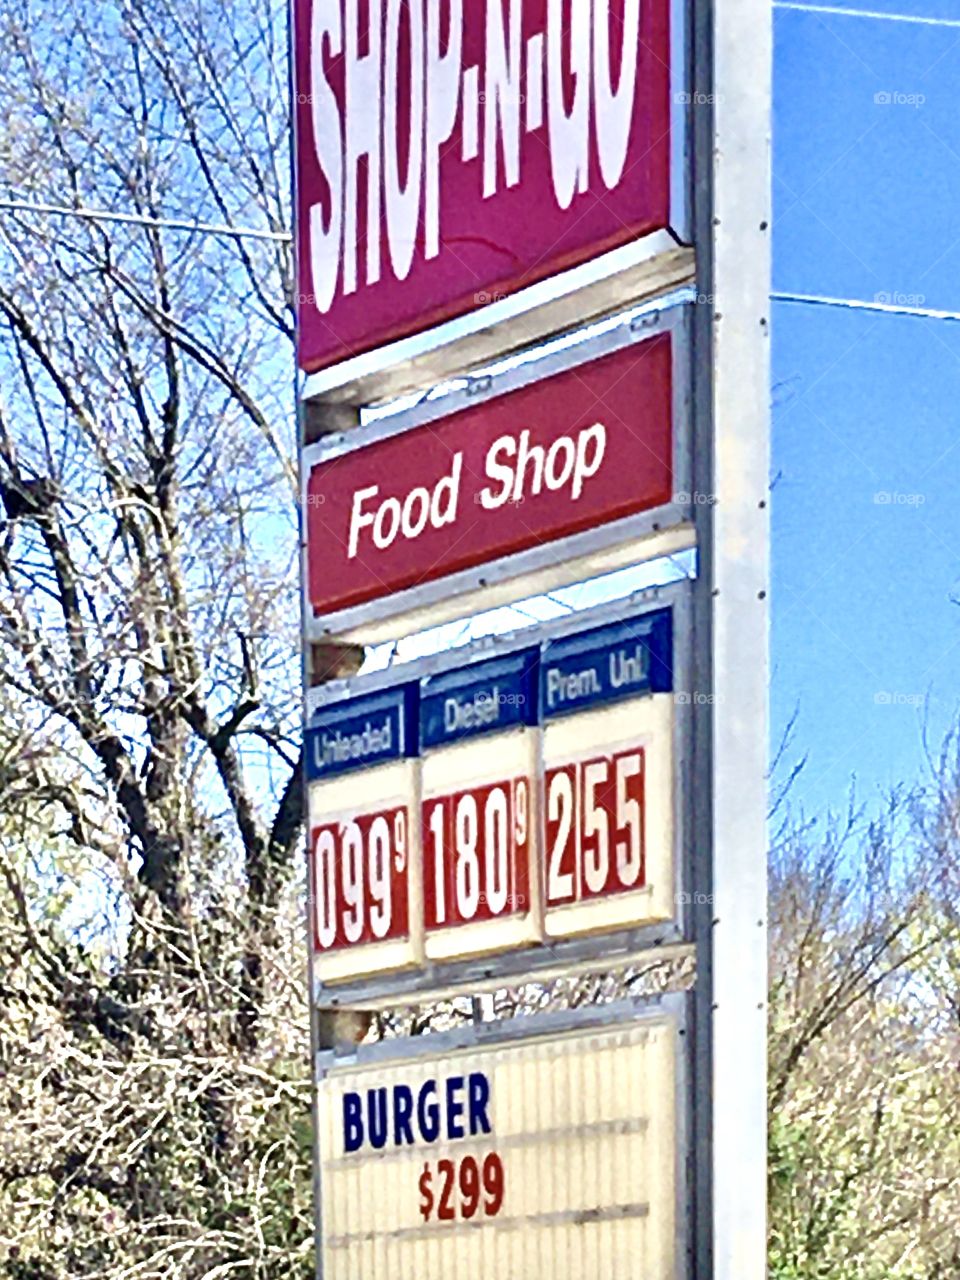 SHOP-N-GO
Food Shop
Unleaded Diesel Prem. Unl.
0999 1809 255
BURGER
$299